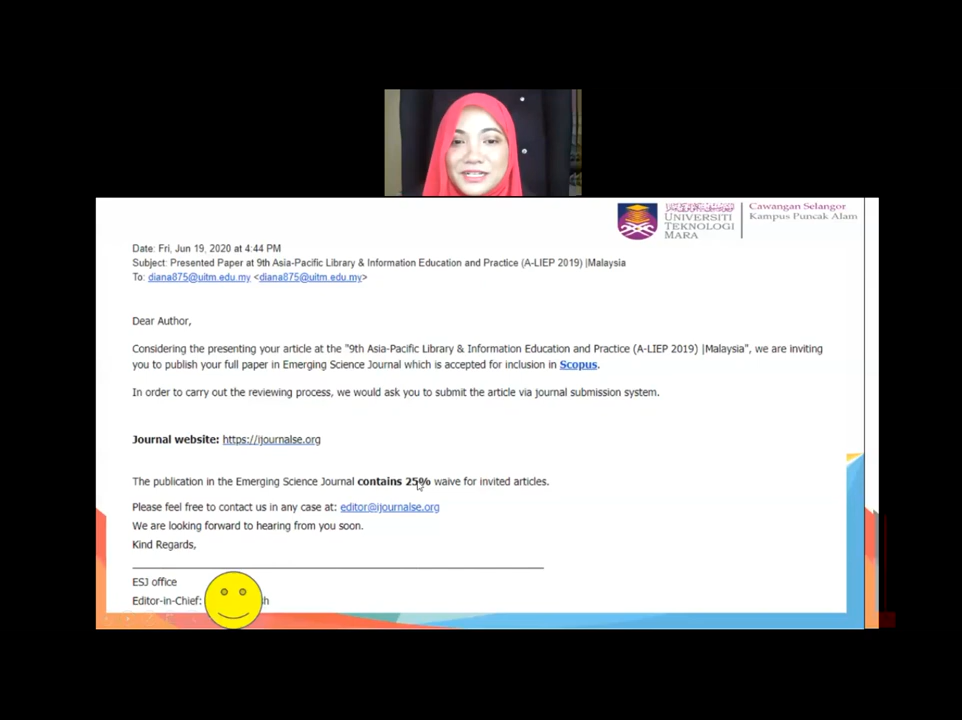 UNIVERSITI
TEKNOLOGI
MARA
Cawangan Selangor
Kampus Puncak Alam
Date: Fri, Jun 19, 2020 at 4:44 PM
Subject: Presented Paper at 9th Asia-Pacific Library & Information Education and Practice (A-LIEP 2019) |Malaysia
To: diana875@uitm.edu.my <diana875@uitm.edu.my>
Dear Author,
Considering the presenting your article at the "9th Asia-Pacific Library & Information Education and Practice (A-LIEP 2019) |Malaysia", we are inviting
you to publish your full paper in Emerging Science Journal which is accepted for inclusion in Scopus.
In order to carry out the reviewing process, we would ask you to submit the article via journal submission system.
Journal website: https://ijournalse.org
The publication in the Emerging Science Journal contains 25% waive for invited articles.
Please feel free to contact us in any case at: editor@ijournalse.org
We are looking forward to hearing from you soon.
Kind Regards,
ESJ office
Editor-in-Chief: